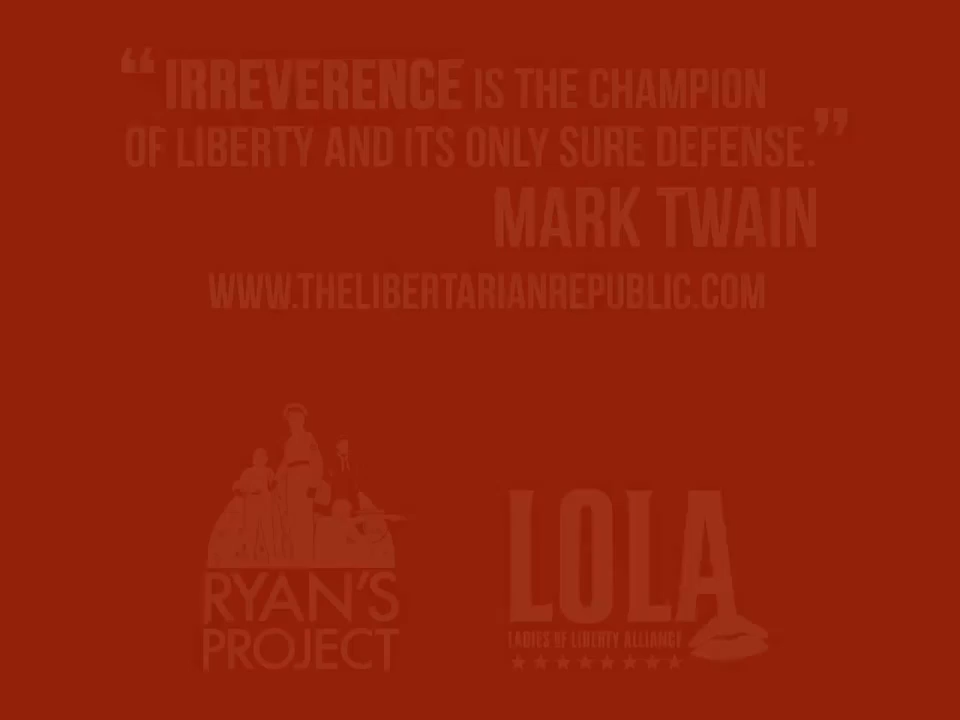 “IRREVERENCE IS THE CHAMPION
OF LIBERTY AND ITS ONLY SURE DEFENSE.”
MARK TWAIN
WWW.THELIBERTARIANREPUBLIC.COM
RYAN'S
PROJECT
LOLA
LADIES OF LIBERTY ALLIANCE